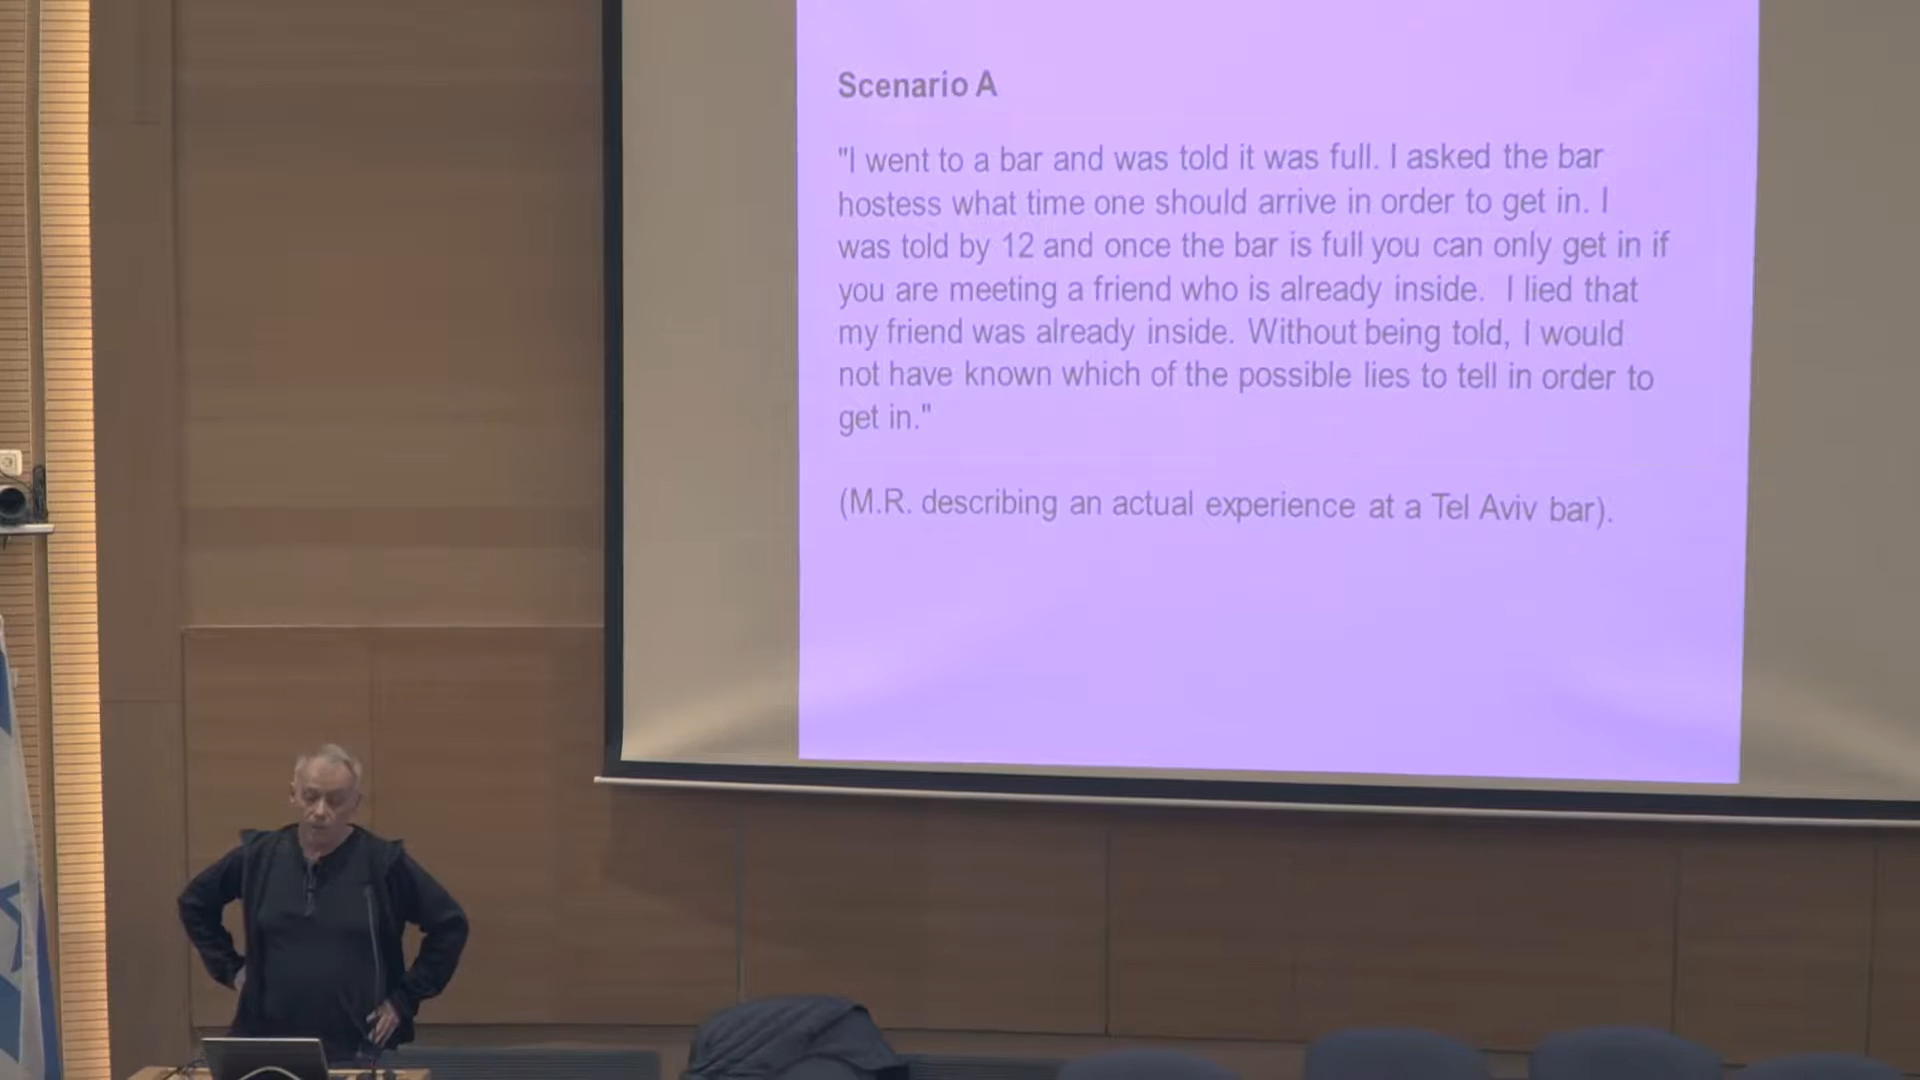 Scenario A
"I went to a bar and was told it was full. I asked the bar
hostess what time one should arrive in order to get in. I
was told by 12 and once the bar is full you can only get in if
you are meeting a friend who is already inside.  I lied that
my friend was already inside. Without being told, I would
not have known which of the possible lies to tell in order to
get in."
(M.R. describing an actual experience at a Tel Aviv bar).